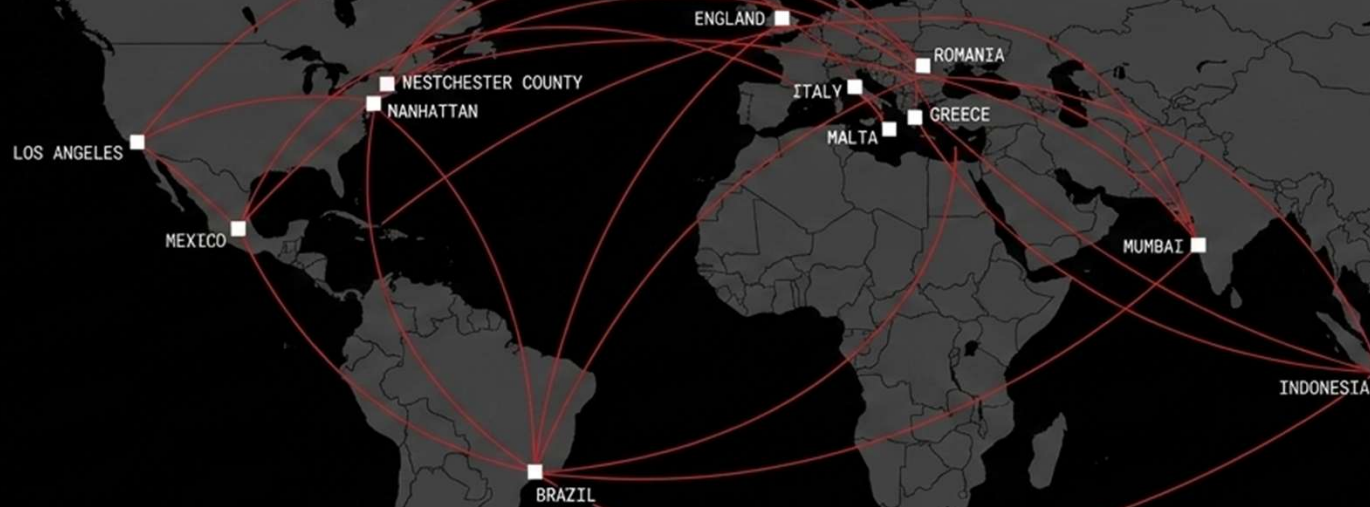 ENGLAND
ROMANIA
NESTCHESTER COUNTY
ITALY
NANHATTAN
GREECE
MALTA
LOS ANGELES
MEXICO
MUMBAI
INDONESIA
BRAZIL